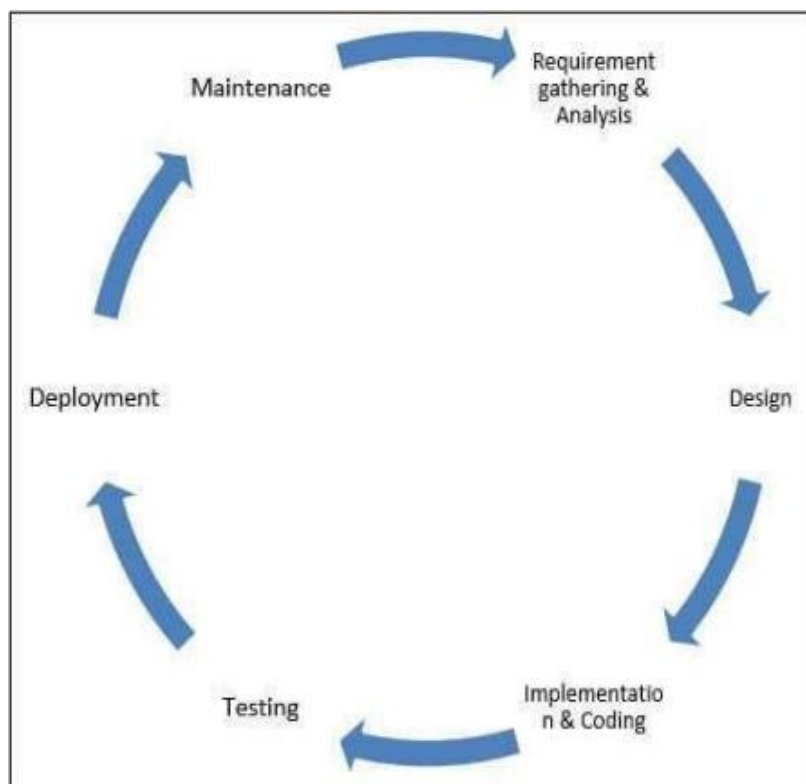 Maintenance
Requirement
gathering &
Analysis
Design
Implementatio
n & Coding
Testing
Deployment